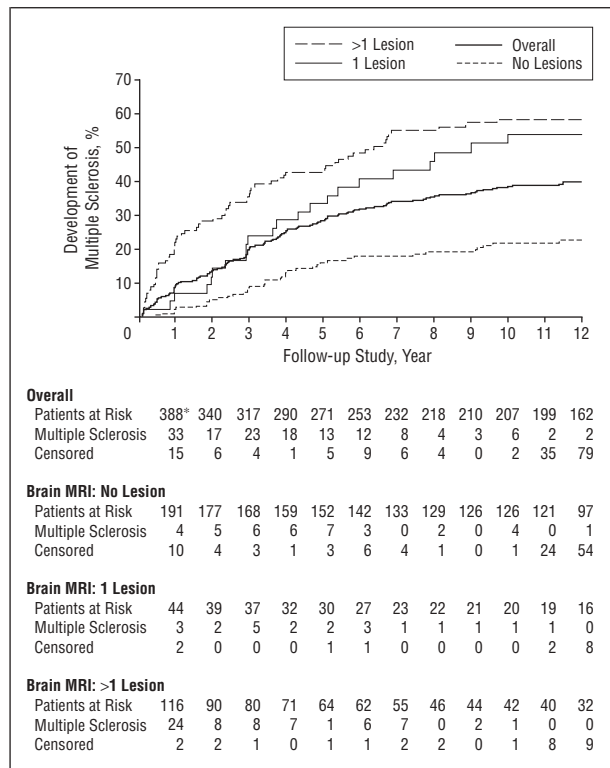 >1 Lesion Overall
1 Lesion No Lesions
70
60
50
40
30
20
10
0
Development of
Multiple Sclerosis, %
1 2 3 4 5 6 7 8 9 10 11 12
Follow-up Study, Year
Overall
Patients at Risk 388* 340 317 290 271 253 232 218 210 207 199 162
Multiple Sclerosis 33 17 23 18 13 12 8 4 3 6 2 2
Censored 15 6 4 1 5 9 6 4 0 2 35 79
Brain MRI: No Lesion
Patients at Risk 191 177 168 159 152 142 133 129 126 126 121 97
Multiple Sclerosis 4 5 6 6 7 3 0 2 0 4 0 1
Censored 10 4 3 1 3 6 4 1 0 1 24 54
Brain MRI: 1 Lesion
Patients at Risk 44 39 37 32 30 27 23 22 21 20 19 16
Multiple Sclerosis 3 2 5 2 2 3 1 1 1 1 1 0
Censored 2 0 0 0 1 1 0 0 0 0 2 8
Brain MRI: >1 Lesion
Patients at Risk 116 90 80 71 64 62 55 46 44 42 40 32
Multiple Sclerosis 24 8 8 7 1 6 7 0 2 1 0 0
Censored 2 2 1 0 1 1 2 2 0 1 8 9